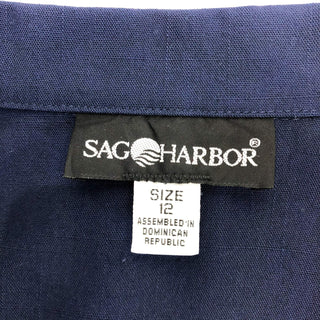 SAG HARBOR®
SIZE
12
ASSEMBLED IN
DOMINICAN
REPUBLIC